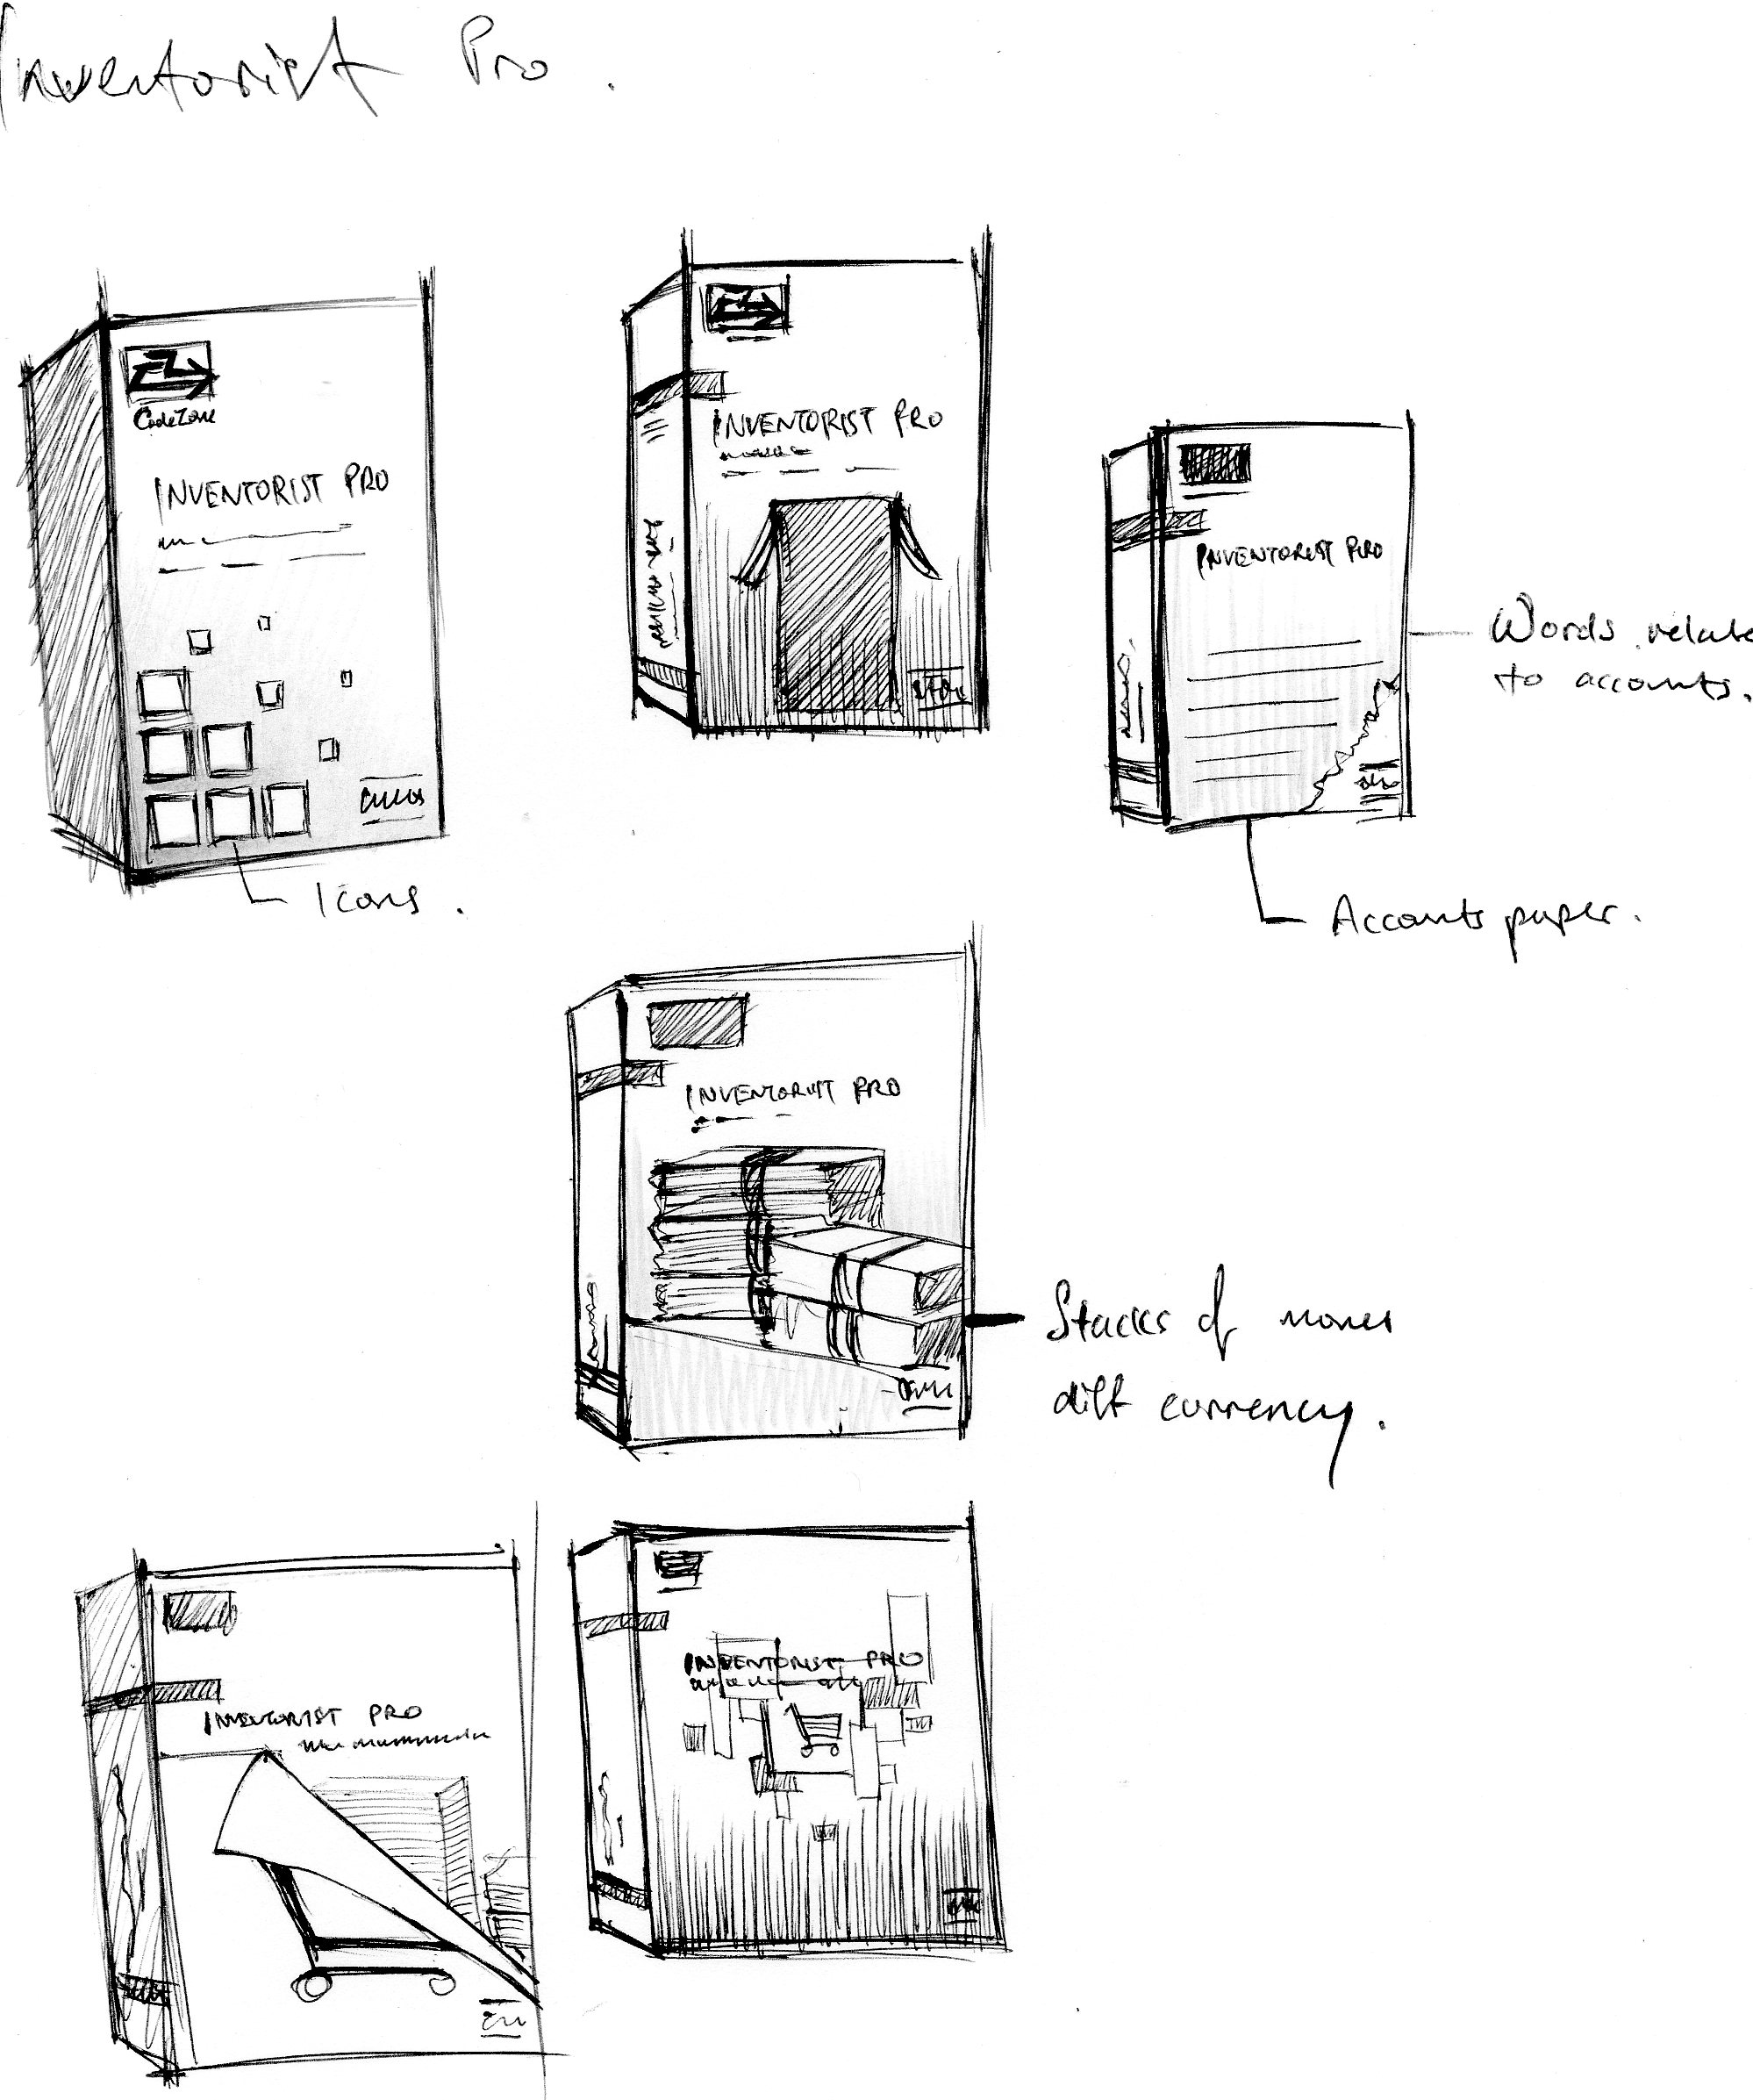 Inventorist Pro.
CodeZone
INVENTORIST PRO
Icons.
INVENTORIST PRO
INVENTORIST PRO
Words relate
to accounts.
Accounts paper.
INVENTORIST PRO
Stacks of money
diff currency.
INVENTORIST PRO
INVENTORIST PRO